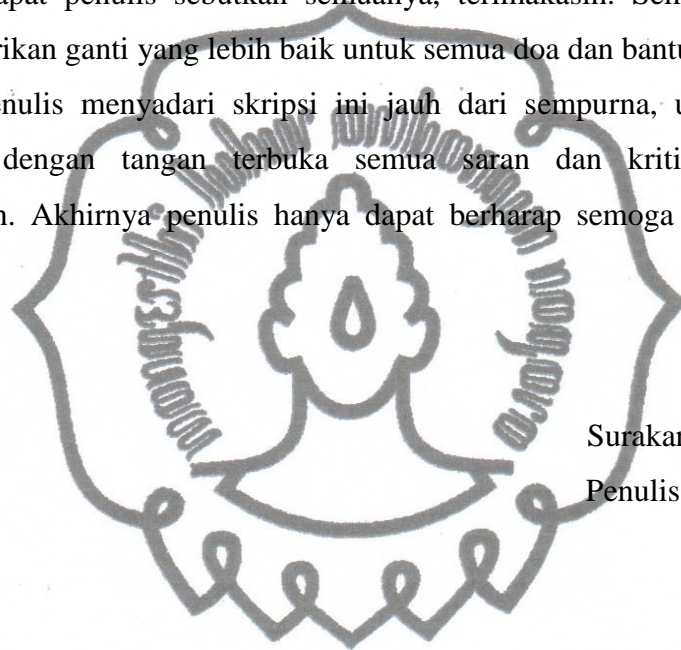 apat penulis sebutkan semuanya, terimakasih. Sem
rikan ganti yang lebih baik untuk semua doa dan bantu
enulis menyadari skripsi ini jauh dari sempurna, u
dengan tangan terbuka semua saran dan kriti
n. Akhirnya penulis hanya dapat berharap semoga
Surakar
Penulis